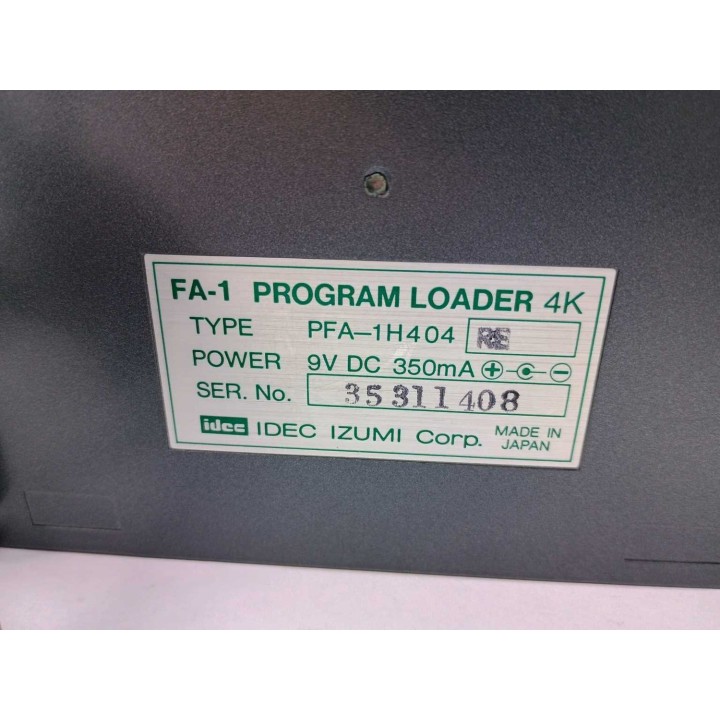 FA-1 PROGRAM LOADER 4K
TYPE PFA-1H404
POWER 9V DC 350mA
SER. No. 35311408
idec IDEC IZUMI Corp. MADE IN JAPAN